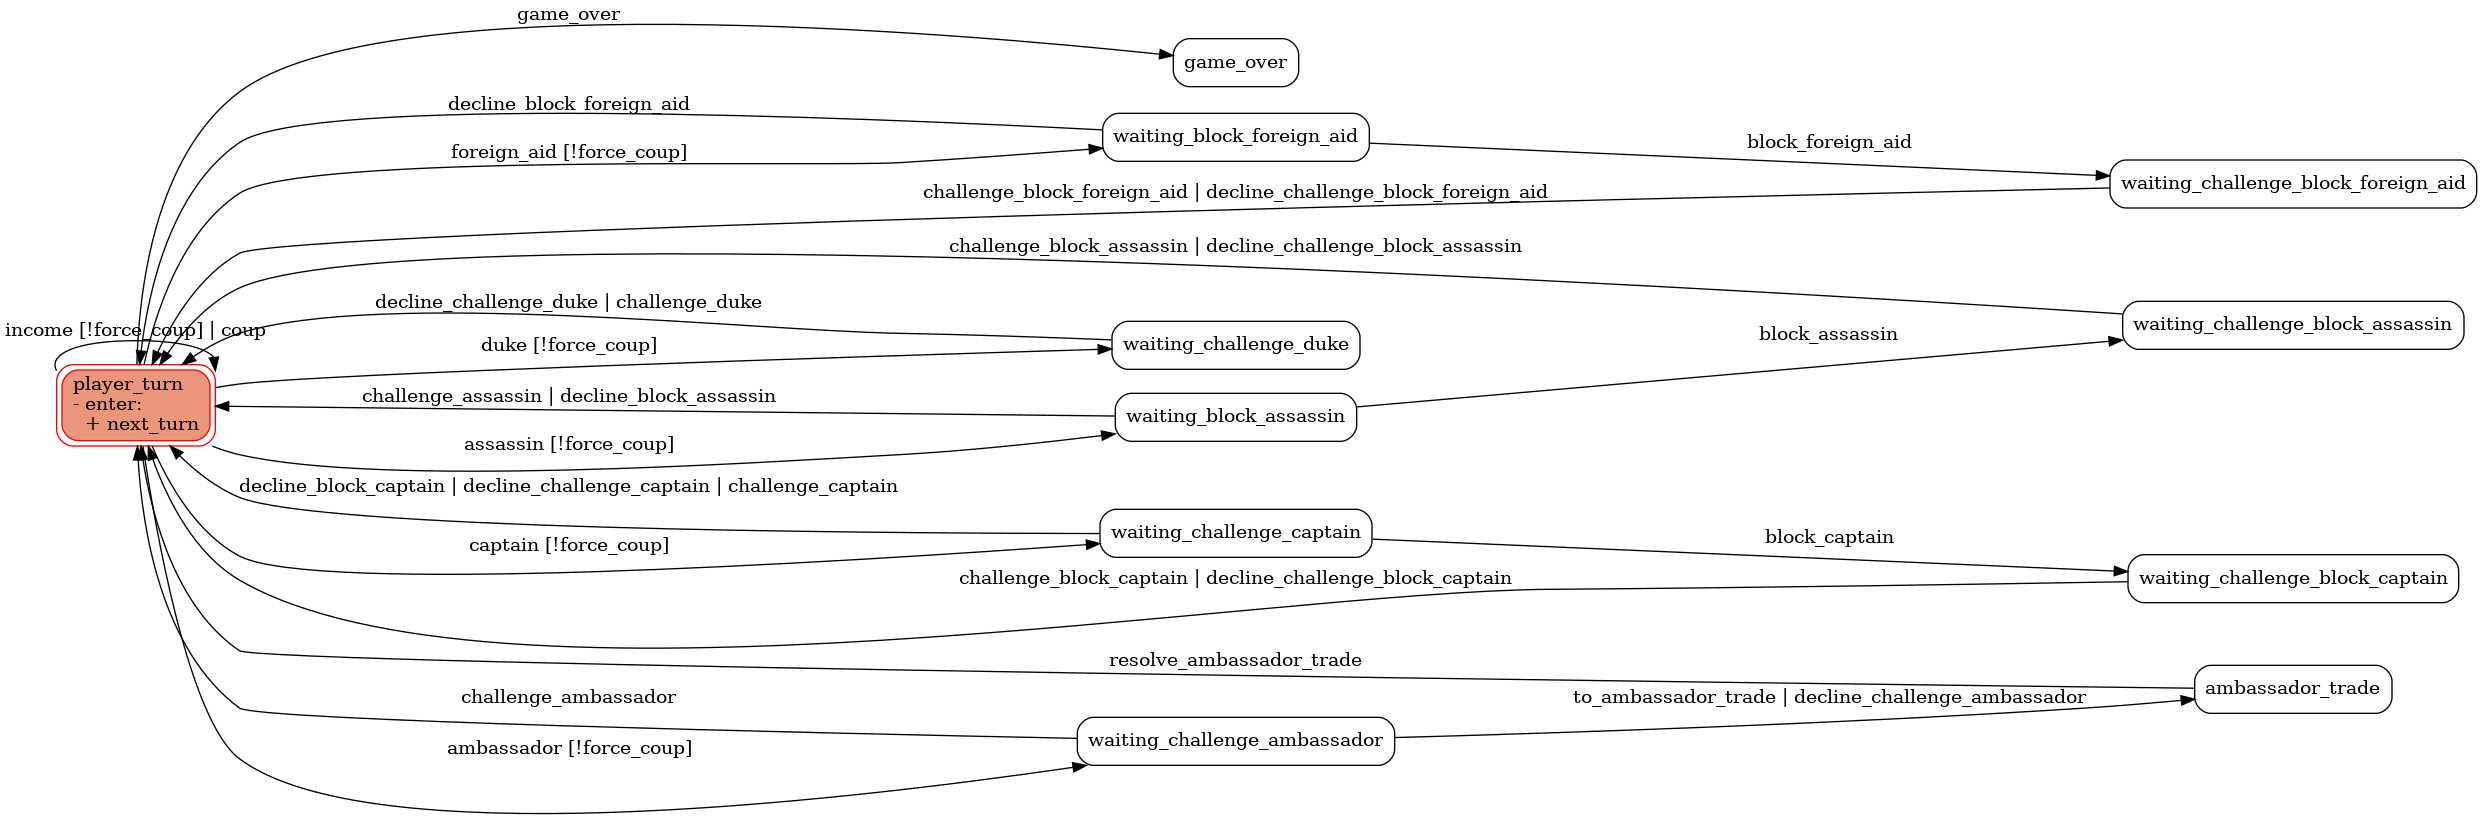 game_over
game_over
decline_block_foreign_aid
waiting_block_foreign_aid
block_foreign_aid
foreign_aid [!force_coup]
waiting_challenge_block_foreign_aid
challenge_block_foreign_aid | decline_challenge_block_foreign_aid
challenge_block_assassin | decline_challenge_block_assassin
decline_challenge_duke | challenge_duke
income [!force_coup] | coup
waiting_challenge_block_assassin
block_assassin
duke [!force_coup]
waiting_challenge_duke
player_turn
- enter:
+ next_turn
challenge_assassin | decline_block_assassin
waiting_block_assassin
assassin [!force_coup]
decline_block_captain | decline_challenge_captain | challenge_captain
waiting_challenge_captain
block_captain
captain [!force_coup]
challenge_block_captain | decline_challenge_block_captain
waiting_challenge_block_captain
resolve_ambassador_trade
ambassador_trade
challenge_ambassador
to_ambassador_trade | decline_challenge_ambassador
waiting_challenge_ambassador
ambassador [!force_coup]